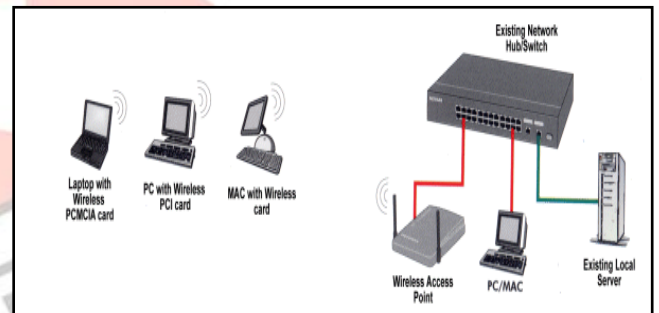 Existing Network
Hub/Switch
Laptop with
Wireless
PCMCIA card
PC with Wireless
PCI card
MAC with Wireless
card
Wireless Access
Point
PC/MAC
Existing Local
Server